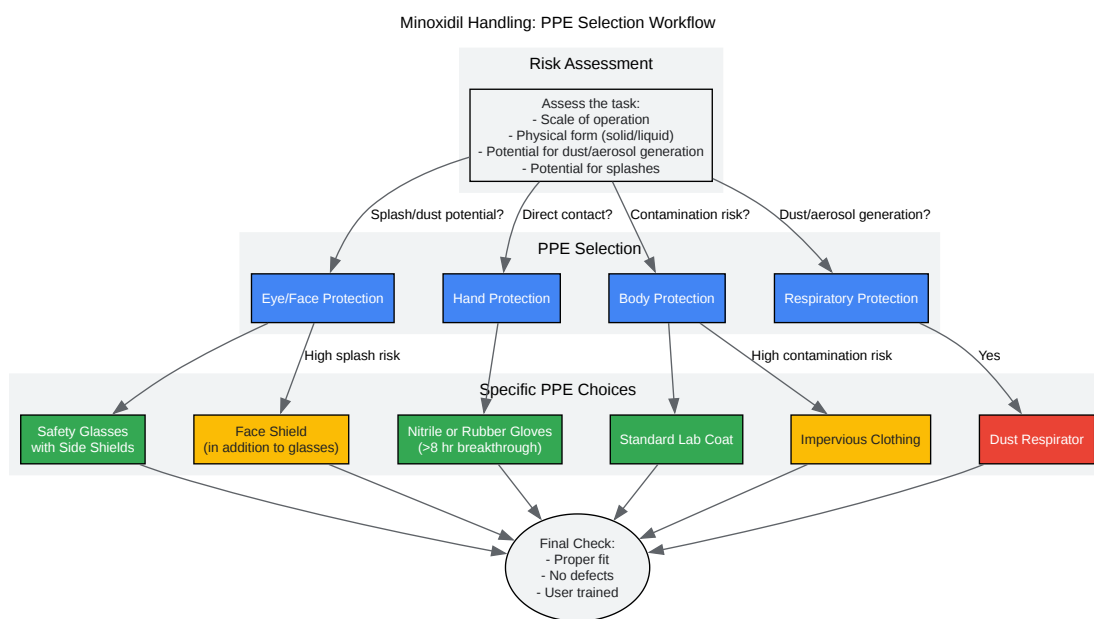 Minoxidil Handling: PPE Selection Workflow
Risk Assessment
Assess the task:
- Scale of operation
- Physical form (solid/liquid)
- Potential for dust/aerosol generation
- Potential for splashes
Splash/dust potential?
Direct contact?
Contamination risk?
Dust/aerosol generation?
PPE Selection
Eye/Face Protection
Hand Protection
Body Protection
Respiratory Protection
High splash risk
High contamination risk
Yes
Specific PPE Choices
Safety Glasses
with Side Shields
Face Shield
(in addition to glasses)
Nitrile or Rubber Gloves
(>8 hr breakthrough)
Standard Lab Coat
Impervious Clothing
Dust Respirator
Final Check:
- Proper fit
- No defects
- User trained